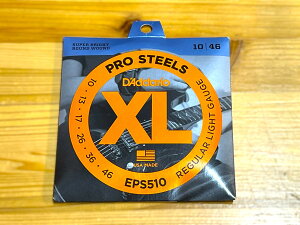 SUPER BRIGHT
ROUND WOUND
10 | 46
PRO STEELS
D'Addario
XL
10 · 13 · 17 · 26 · 36 · 46
REGULAR LIGHT GAUGE
USA MADE
EPS510